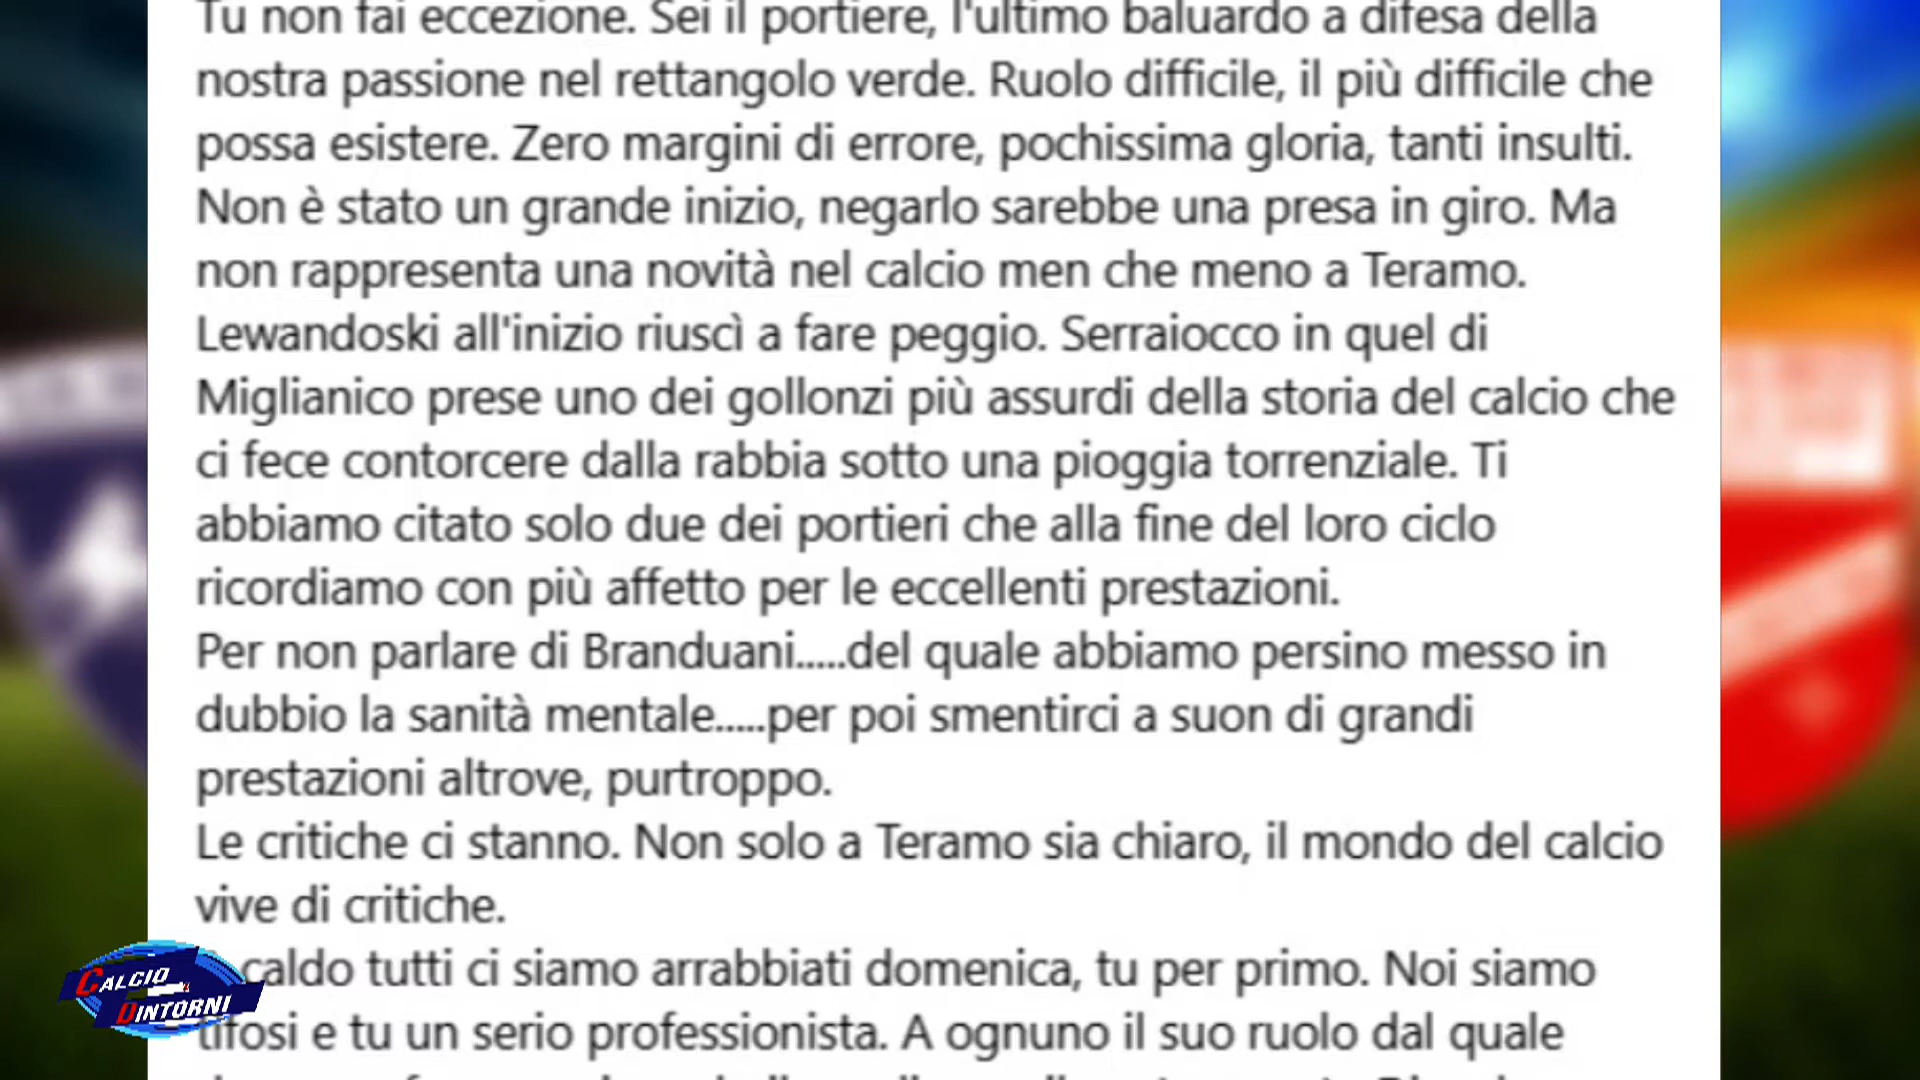 Tu non fai eccezione. Sei il portiere, l'ultimo baluardo a difesa della
nostra passione nel rettangolo verde. Ruolo difficile, il più difficile che
possa esistere. Zero margini di errore, pochissima gloria, tanti insulti.
Non è stato un grande inizio, negarlo sarebbe una presa in giro. Ma
non rappresenta una novità nel calcio men che meno a Teramo.
Lewandoski all'inizio riuscì a fare peggio. Serraiocco in quel di
Miglianico prese uno dei gollonzi più assurdi della storia del calcio che
ci fece contorcere dalla rabbia sotto una pioggia torrenziale. Ti
abbiamo citato solo due dei portieri che alla fine del loro ciclo
ricordiamo con più affetto per le eccellenti prestazioni.
Per non parlare di Branduani.....del quale abbiamo persino messo in
dubbio la sanità mentale.....per poi smentirci a suon di grandi
prestazioni altrove, purtroppo.
Le critiche ci stanno. Non solo a Teramo sia chiaro, il mondo del calcio
vive di critiche.
caldo tutti ci siamo arrabbiati domenica, tu per primo. Noi siamo
tifosi e tu un serio professionista. A ognuno il suo ruolo dal quale
CALCIO
DINTORNI